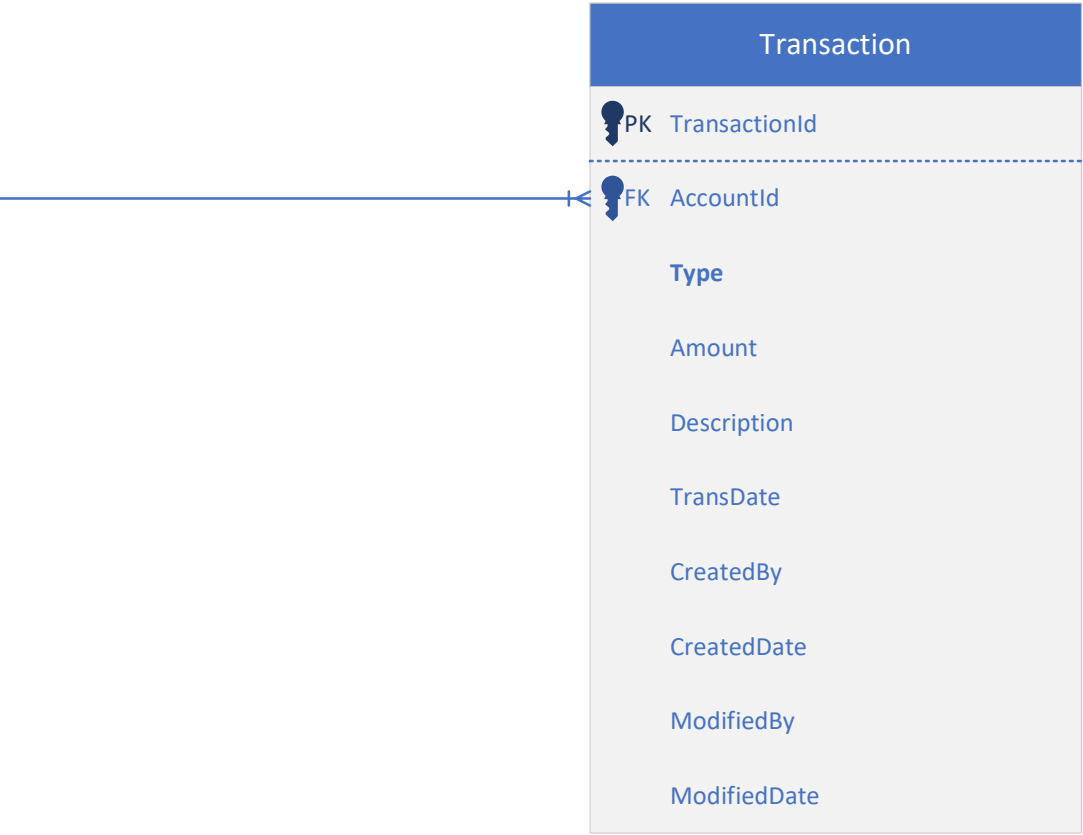 Transaction
PK TransactionId
FK AccountId
Type
Amount
Description
TransDate
CreatedBy
CreatedDate
ModifiedBy
ModifiedDate